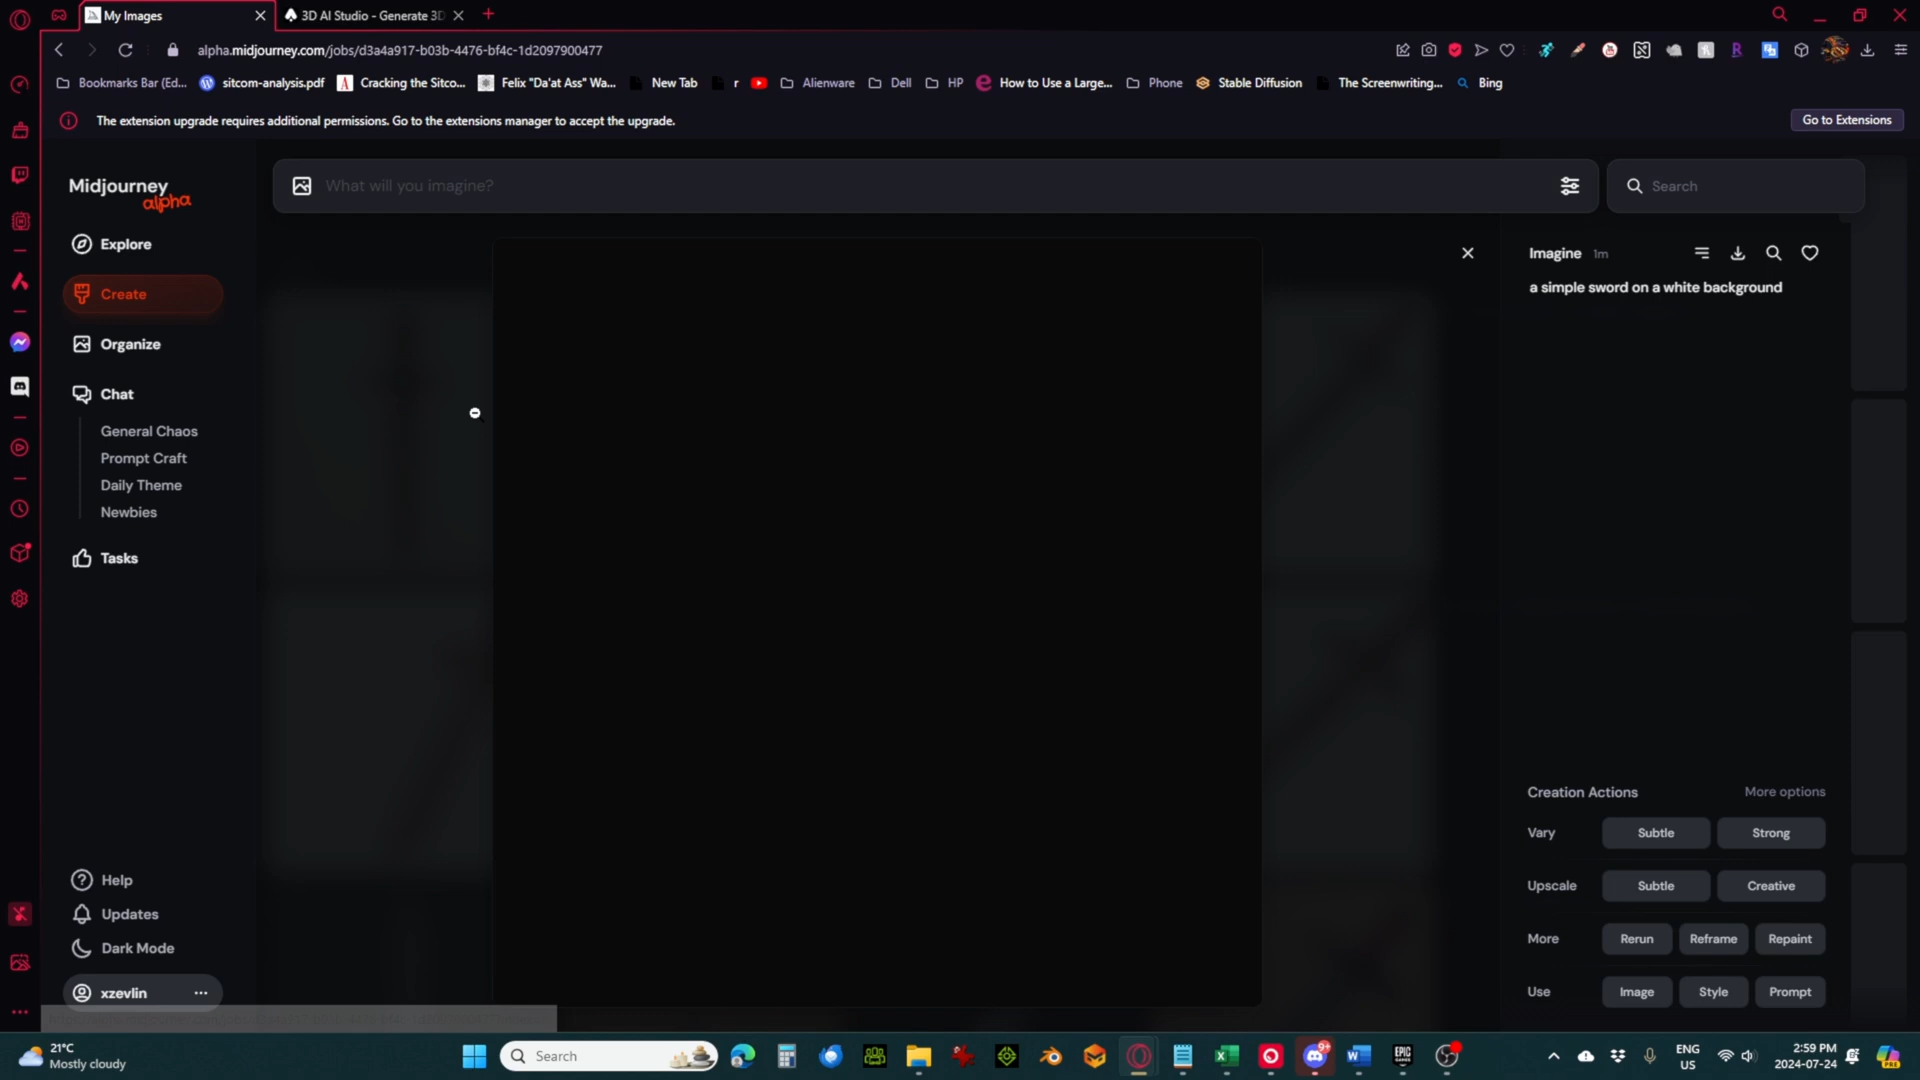 My Images
3D AI Studio - Generate 3D
alpha.midjourney.com/jobs/d3a4a917-b03b-4476-bf4c-1d2097900477
Bookmarks Bar (Ed...
sitcom-analysis.pdf
Cracking the Sitco...
Felix "Da'at Ass" Wa...
New Tab
r
Alienware
Dell
HP
How to Use a Large...
Phone
Stable Diffusion
The Screenwriting...
Bing
The extension upgrade requires additional permissions. Go to the extensions manager to accept the upgrade.
Go to Extensions
Midjourney
alpha
What will you imagine?
Search
Explore
Create
Organize
Chat
General Chaos
Prompt Craft
Daily Theme
Newbies
Tasks
Imagine 1m
a simple sword on a white background
Creation Actions
More options
Vary
Subtle
Strong
Upscale
Subtle
Creative
More
Rerun
Reframe
Repaint
Use
Image
Style
Prompt
Help
Updates
Dark Mode
xzevlin
21°C
Mostly cloudy
Search
9+
EPIC
ENG
US
2:59 PM
2024-07-24